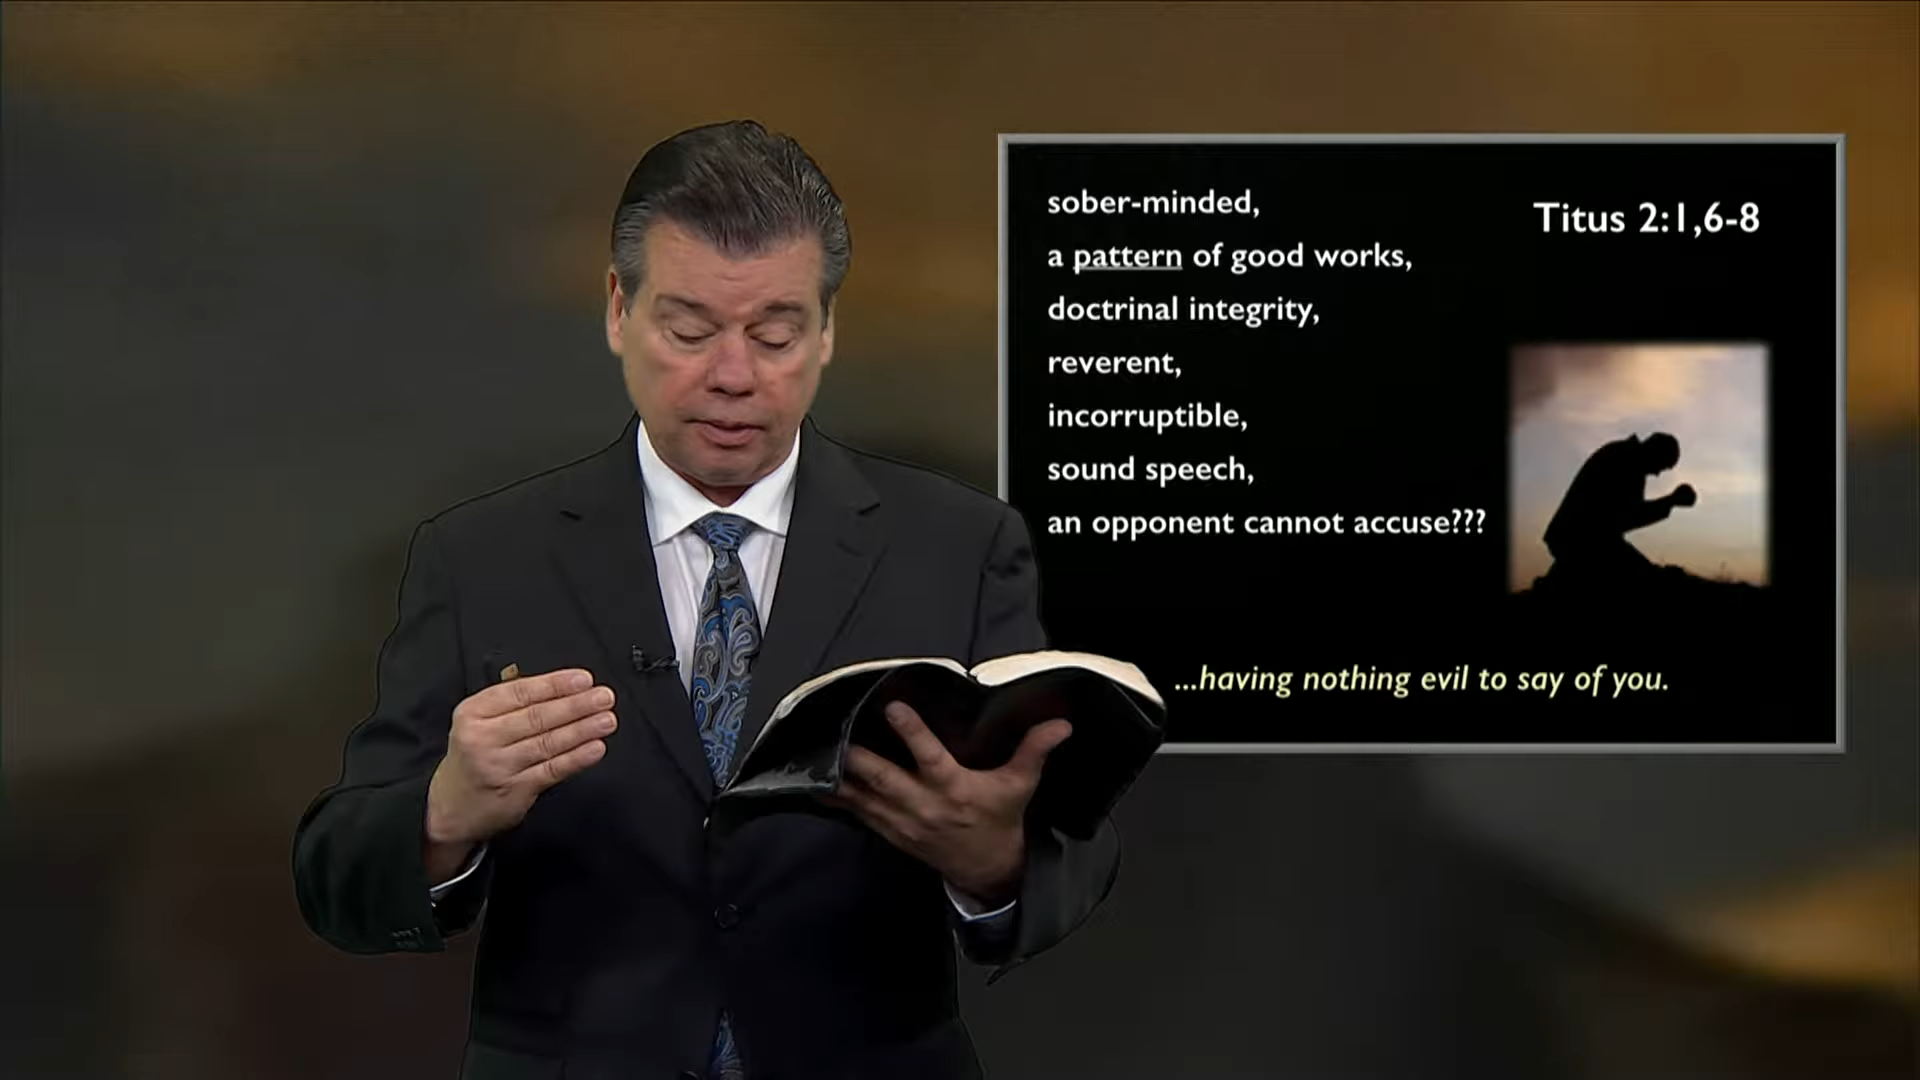 sober-minded,
Titus 2:1,6-8
a pattern of good works,
doctrinal integrity,
reverent,
incorruptible,
sound speech,
an opponent cannot accuse???
...having nothing evil to say of you.